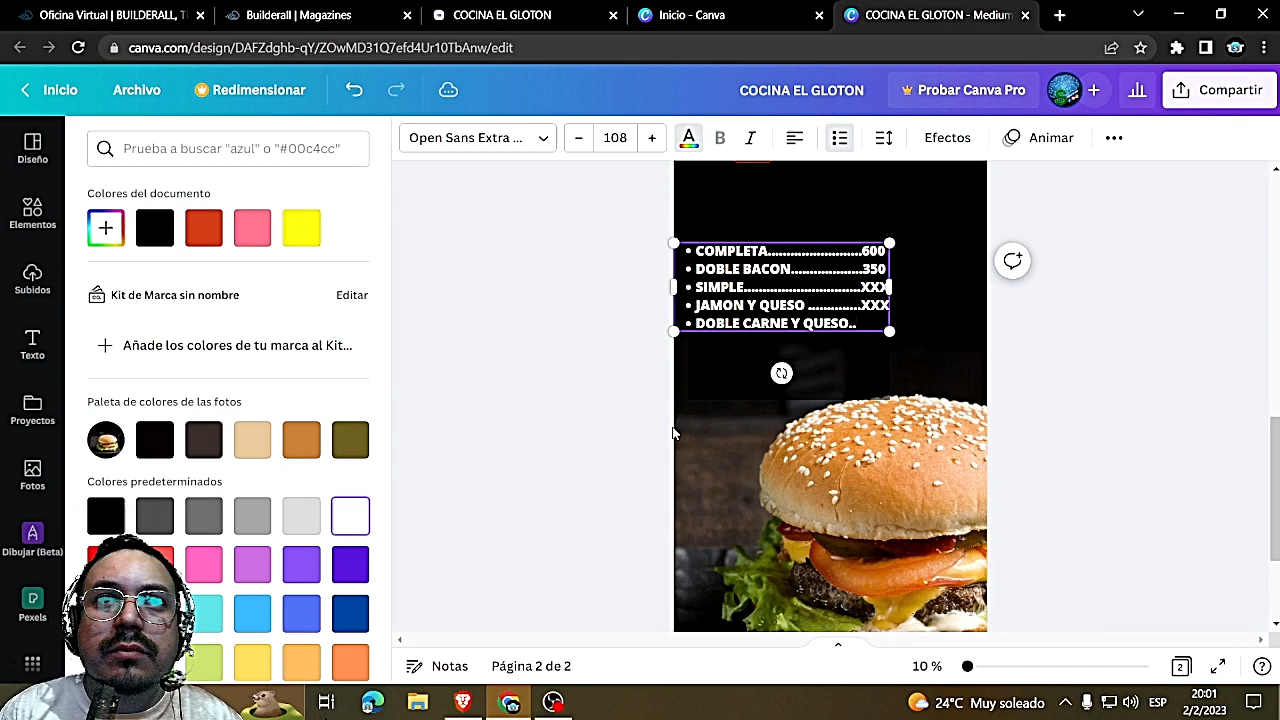 Oficina Virtual | BUILDERALL, T
Builderall | Magazines
COCINA EL GLOTON
Inicio - Canva
COCINA EL GLOTON - Medium
canva.com/design/DAFZdghb-qY/ZOwMD31Q7efd4Ur10TbAnw/edit
Inicio
Archivo
Redimensionar
COCINA EL GLOTON
Probar Canva Pro
Compartir
Diseño
Elementos
Subidos
Texto
Proyectos
Fotos
Dibujar (Beta)
Pexels
Prueba a buscar "azul" o "#00c4cc"
Colores del documento
Kit de Marca sin nombre
Editar
Añade los colores de tu marca al Kit...
Paleta de colores de las fotos
Colores predeterminados
Open Sans Extra ...
108
A
B
I
Efectos
Animar
• COMPLETA..........................600
• DOBLE BACON....................350
• SIMPLE................................XXX
• JAMON Y QUESO ...............XXX
• DOBLE CARNE Y QUESO..
Notas
Página 2 de 2
10 %
2
24°C Muy soleado
ESP
20:01
2/2/2023